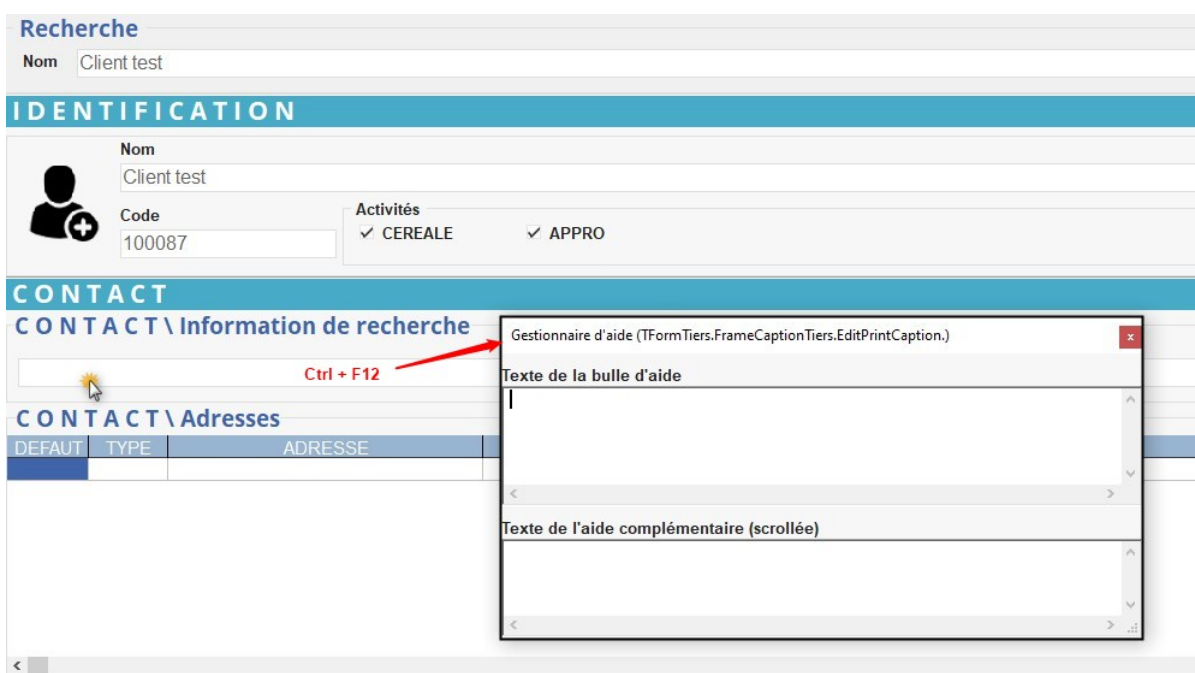 Recherche
Nom Client test
IDENTIFICATION
Nom
Client test
Code
100087
Activités
CEREALE APPRO
CONTACT
CONTACT\Information de recherche
Ctrl + F12
Gestionnaire d'aide (TFormTiers.FrameCaptionTiers.EditPrintCaption.)
x
Texte de la bulle d'aide
Texte de l'aide complémentaire (scrollée)
CONTACT\Adresses
DEFAUT TYPE ADRESSE